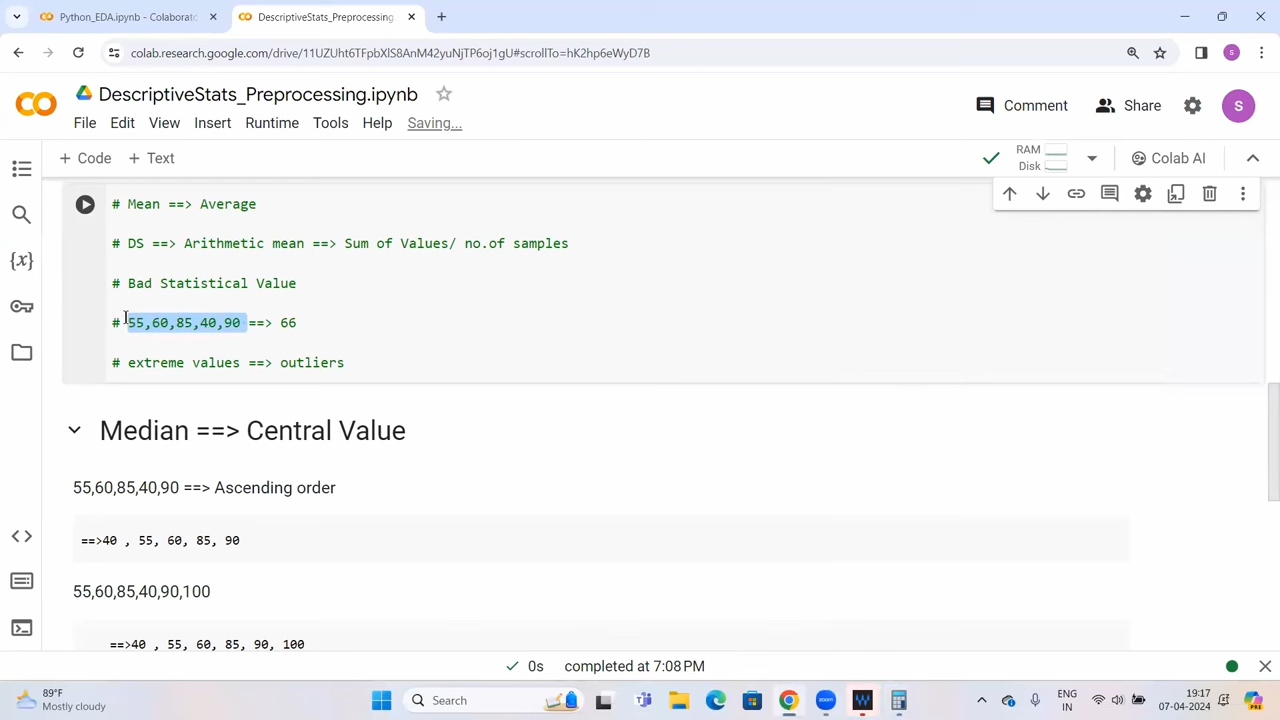 Python_EDA.ipynb - Colaborato
DescriptiveStats_Preprocessing.ip
colab.research.google.com/drive/11UZUht6TFpbXlS8AnM42yuNjTP6oj1gU#scrollTo=hK2hp6eWyD7B
S
DescriptiveStats_Preprocessing.ipynb
Comment
Share
S
File Edit View Insert Runtime Tools Help Saving...
+ Code + Text
RAM
Disk
Colab AI
# Mean ==> Average
# DS ==> Arithmetic mean ==> Sum of Values/ no.of samples
# Bad Statistical Value
# 55,60,85,40,90 ==> 66
# extreme values ==> outliers
Median ==> Central Value
55,60,85,40,90 ==> Ascending order
==>40 , 55, 60, 85, 90
55,60,85,40,90,100
==>40 , 55, 60, 85, 90, 100
0s completed at 7:08 PM
89°F
Mostly cloudy
Search
zoom
W
ENG
IN
19:17
07-04-2024
PRE